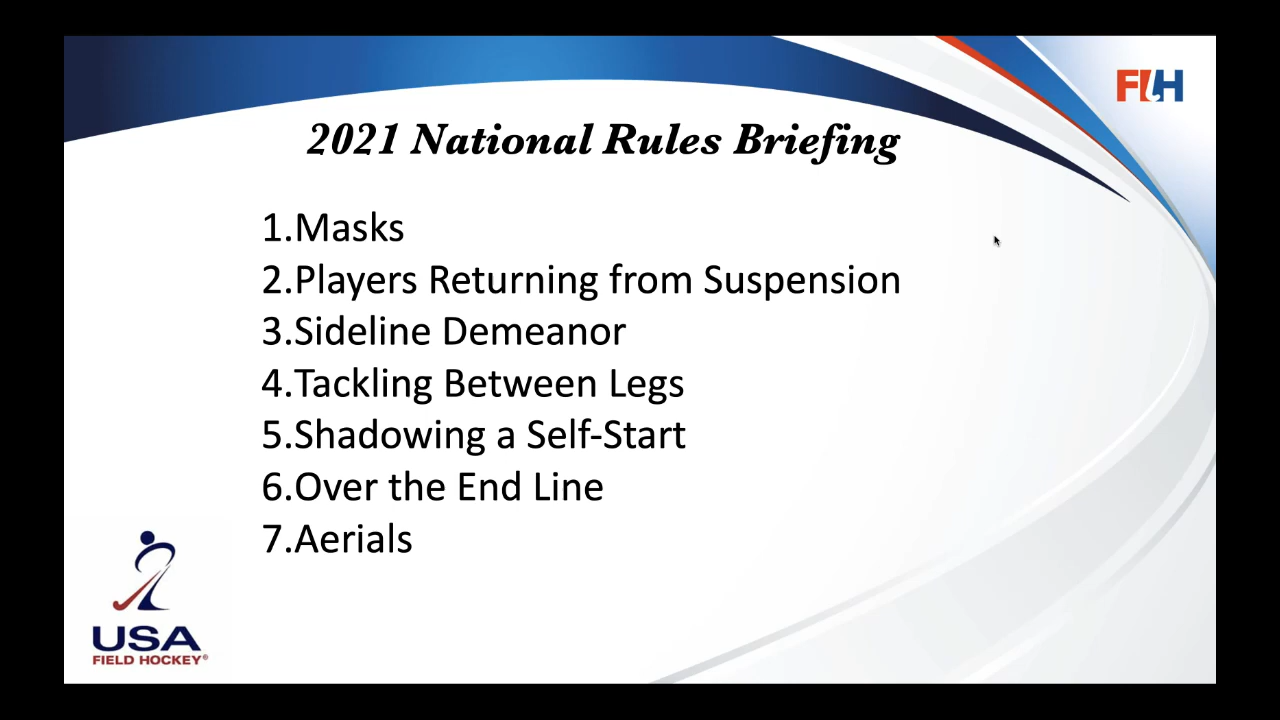 FIH
2021 National Rules Briefing
1.Masks
2.Players Returning from Suspension
3.Sideline Demeanor
4.Tackling Between Legs
5.Shadowing a Self-Start
6.Over the End Line
7.Aerials
USA
FIELD HOCKEY®